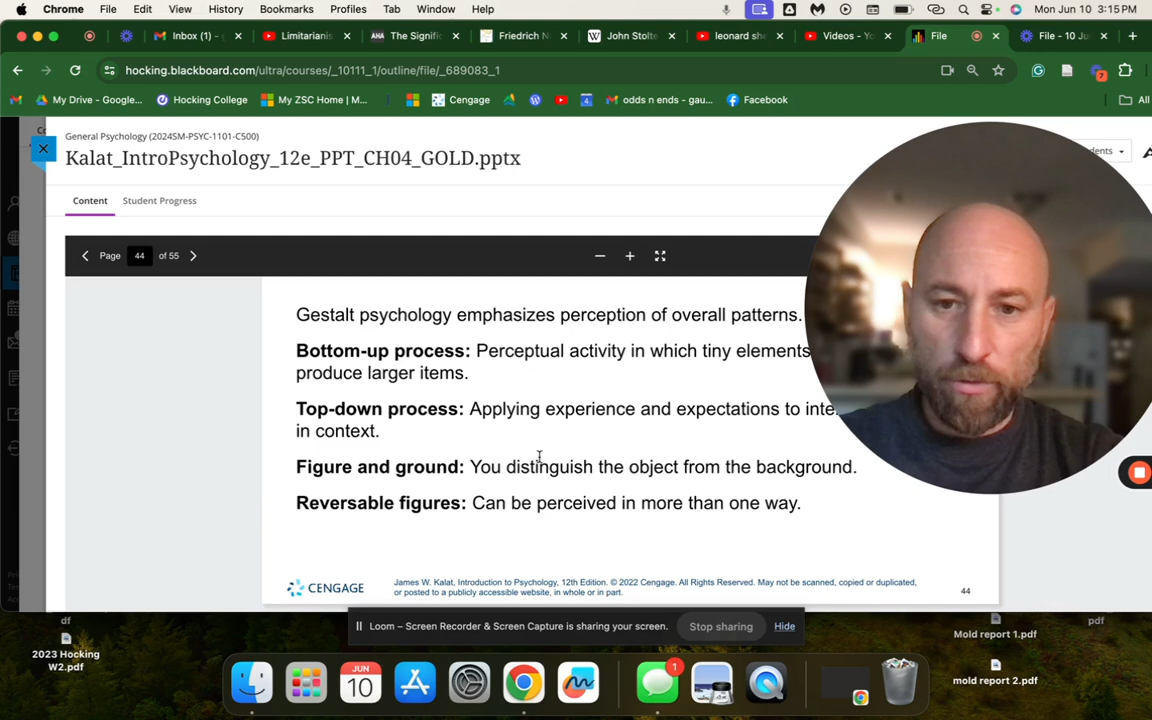 Chrome File Edit View History Bookmarks Profiles Tab Window Help Mon Jun 10 3:15 PM
Inbox (1) - Limitarianis The Signific Friedrich N John Stolte leonard she Videons - Yo File File - 10 Ju
hocking.blackboard.com/ultra/courses/_10111_1/outline/file/_689083_1
My Drive - Google... Hocking College My ZSC Home | M... Cengage odds n ends - gau... Facebook All
General Psychology (2024SM-PSYC-1101-C500)
Kalat_IntroPsychology_12e_PPT_CH04_GOLD.pptx
Content Student Progress
Page 44 of 55
Gestalt psychology emphasizes perception of overall patterns.
Bottom-up process: Perceptual activity in which tiny elements
produce larger items.
Top-down process: Applying experience and expectations to inte
in context.
Figure and ground: You distinguish the object from the background.
Reversable figures: Can be perceived in more than one way.
CENGAGE
James W. Kalat, Introduction to Psychology, 12th Edition. © 2022 Cengage. All Rights Reserved. May not be scanned, copied or duplicated,
or posted to a publicly accessible website, in whole or in part.
44
Loom – Screen Recorder & Screen Capture is sharing your screen. Stop sharing Hide
df
pdf
2023 Hocking
W2.pdf
Mold report 1.pdf
mold report 2.pdf
JUN
10
1